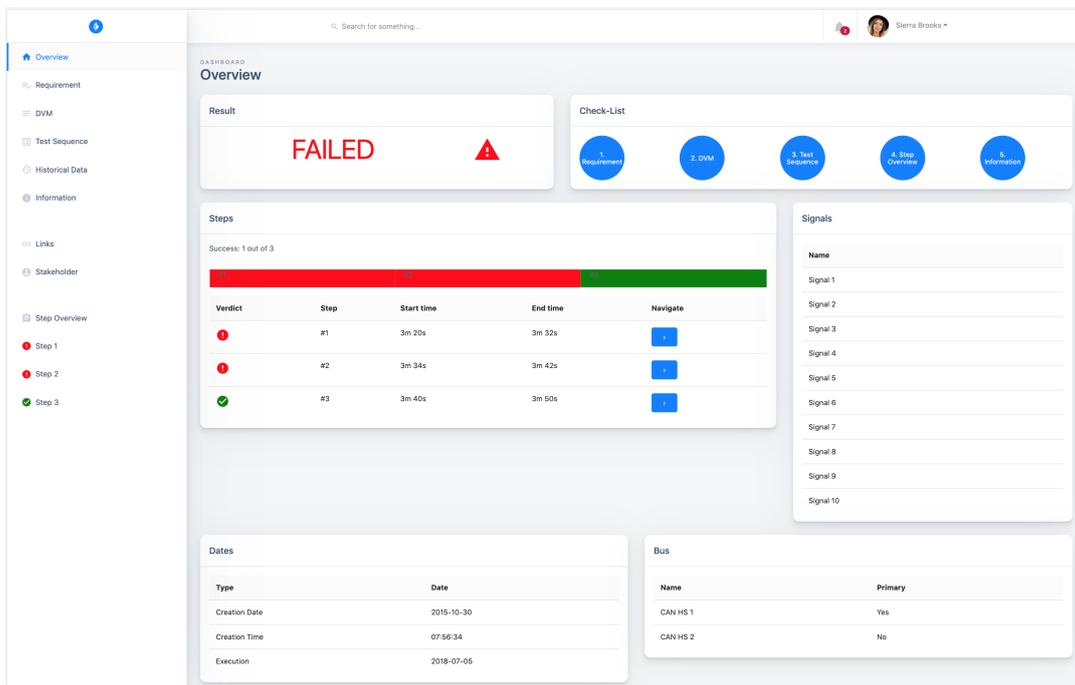 Search for something...
2
Sierra Brooks
Overview
Requirement
DVM
Test Sequence
Historical Data
Information
Links
Stakeholder
Step Overview
Step 1
Step 2
Step 3
DASHBOARD
Overview
Result
FAILED
Check-List
1.
Requirement
2. DVM
3. Test
Sequence
4. Step
Overview
5.
Information
Steps
Success: 1 out of 3
Verdict Step Start time End time Navigate
#1 3m 20s 3m 32s
#2 3m 34s 3m 42s
#3 3m 40s 3m 50s
Signals
Name
Signal 1
Signal 2
Signal 3
Signal 4
Signal 5
Signal 6
Signal 7
Signal 8
Signal 9
Signal 10
Dates
Type Date
Creation Date 2015-10-30
Creation Time 07:56:34
Execution 2018-07-05
Bus
Name Primary
CAN HS 1 Yes
CAN HS 2 No